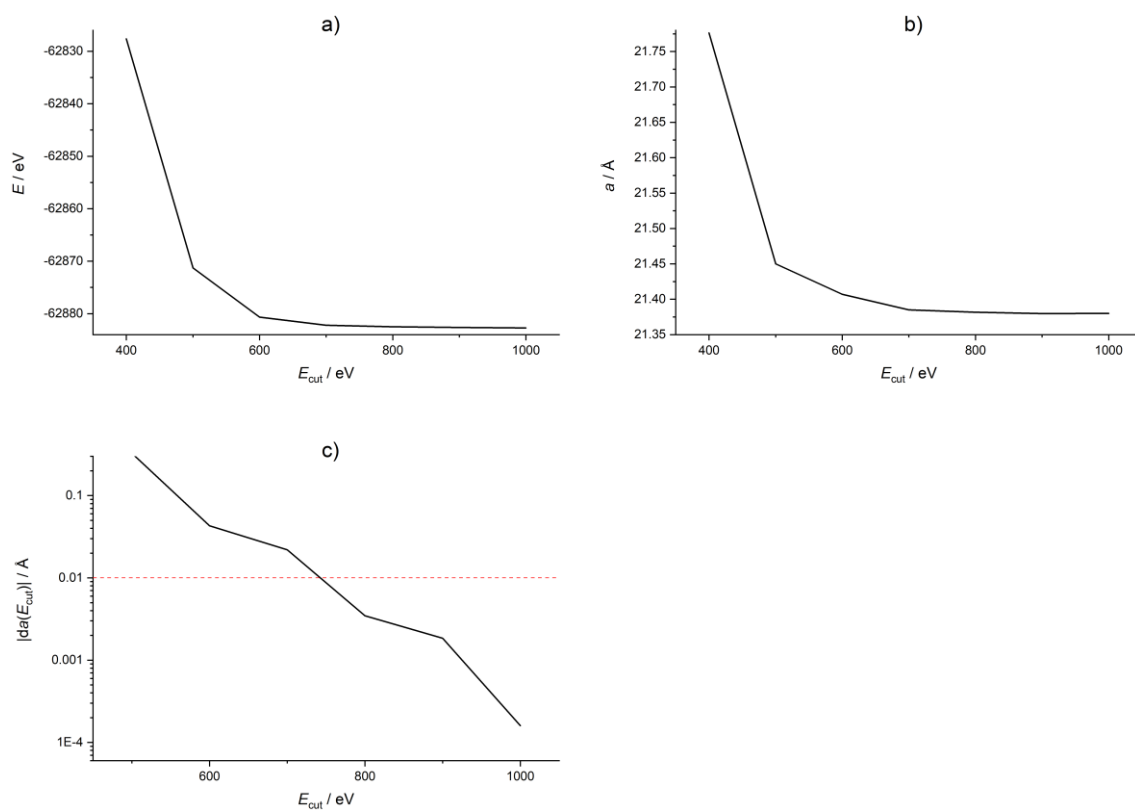 a)
-62830
-62840
-62850
-62860
-62870
-62880
E / eV
400
600
800
1000
E_cut / eV
b)
21.75
21.70
21.65
21.60
21.55
21.50
21.45
21.40
21.35
a / Å
400
600
800
1000
E_cut / eV
c)
0.1
0.01
0.001
1E-4
|da(E_cut)| / Å
600
800
1000
E_cut / eV